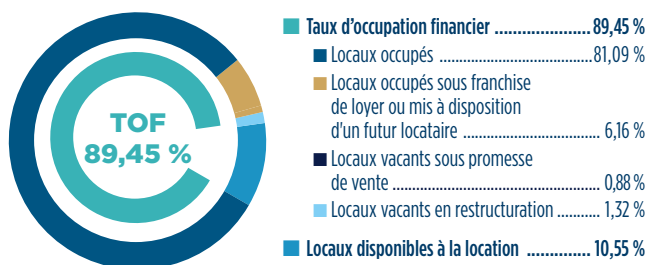 TOF
89,45 %
Taux d'occupation financier ..................... 89,45 %
Locaux occupés ..................................81,09 %
Locaux occupés sous franchise
de loyer ou mis à disposition
d'un futur locataire .............................. 6,16 %
Locaux vacants sous promesse
de vente ............................................. 0,88 %
Locaux vacants en restructuration ........... 1,32 %
Locaux disponibles à la location .............. 10,55 %